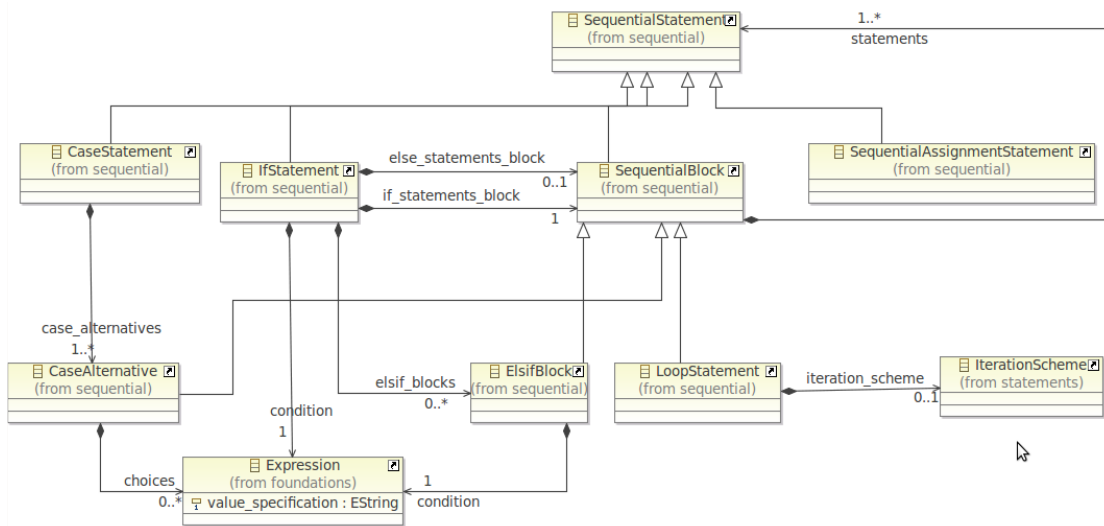 SequentialStatement
(from sequential)
1..*
statements
CaseStatement
(from sequential)
IfStatement
(from sequential)
else_statements_block
0..1
if_statements_block
1
SequentialBlock
(from sequential)
SequentialAssignmentStatement
(from sequential)
case_alternatives
1..*
CaseAlternative
(from sequential)
condition
1
elsif_blocks
0..*
ElsifBlock
(from sequential)
LoopStatement
(from sequential)
iteration_scheme
0..1
IterationScheme
(from statements)
choices
0..*
Expression
(from foundations)
value_specification : EString
1
condition